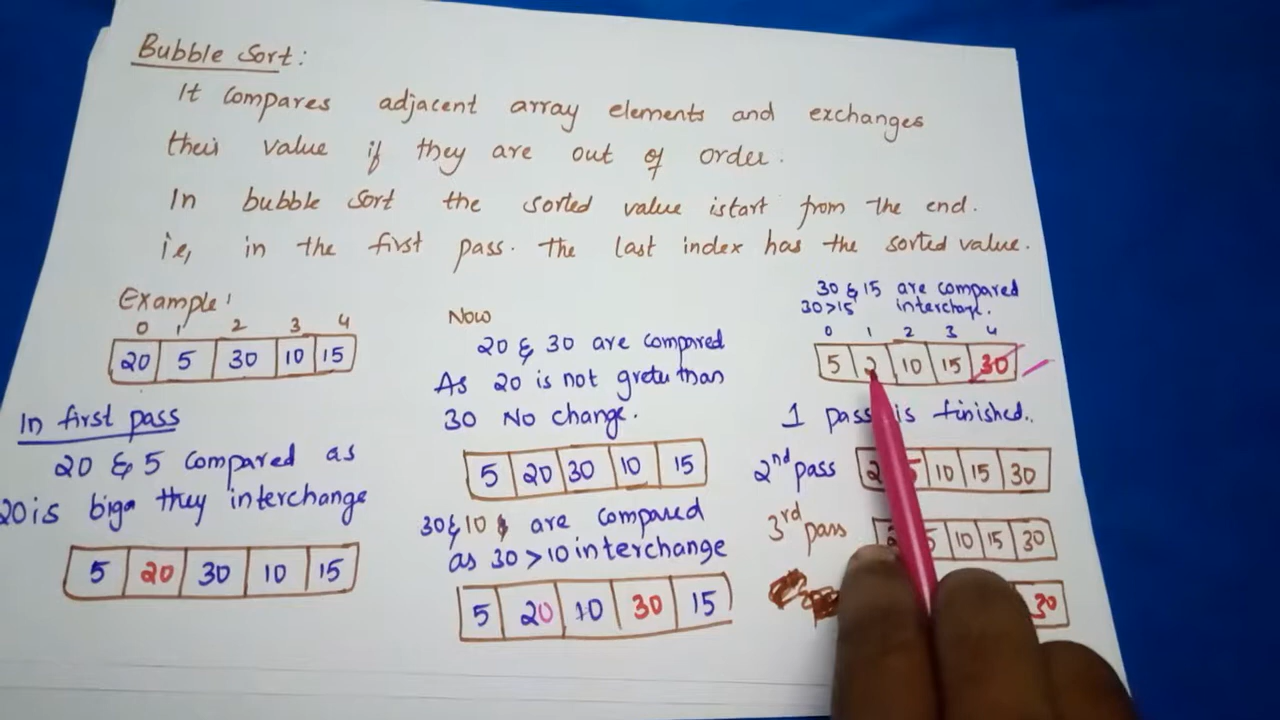 Bubble Sort:
It compares adjacent array elements and exchanges
their value if they are out of order.
In bubble sort the sorted value istart from the end.
i.e, in the first pass. The last index has the sorted value.
Example:
0 1 2 3 4
20 5 30 10 15
In first pass
20 & 5 compared as
20 is big they interchange
5 20 30 10 15
Now
20 & 30 are compared
As 20 is not
30 No change.
5 20 30 10 15
30 & 10 are compared
as 30 > 10 interchange
5 20 10 30 15
30 & 15 are compared
30 > 15 interchange.
0 1 2 3 4
5 2 10 15 30
1 pass is finished..
2nd pass 2 5 10 15 30
3rd pass 5 10 15 30
30